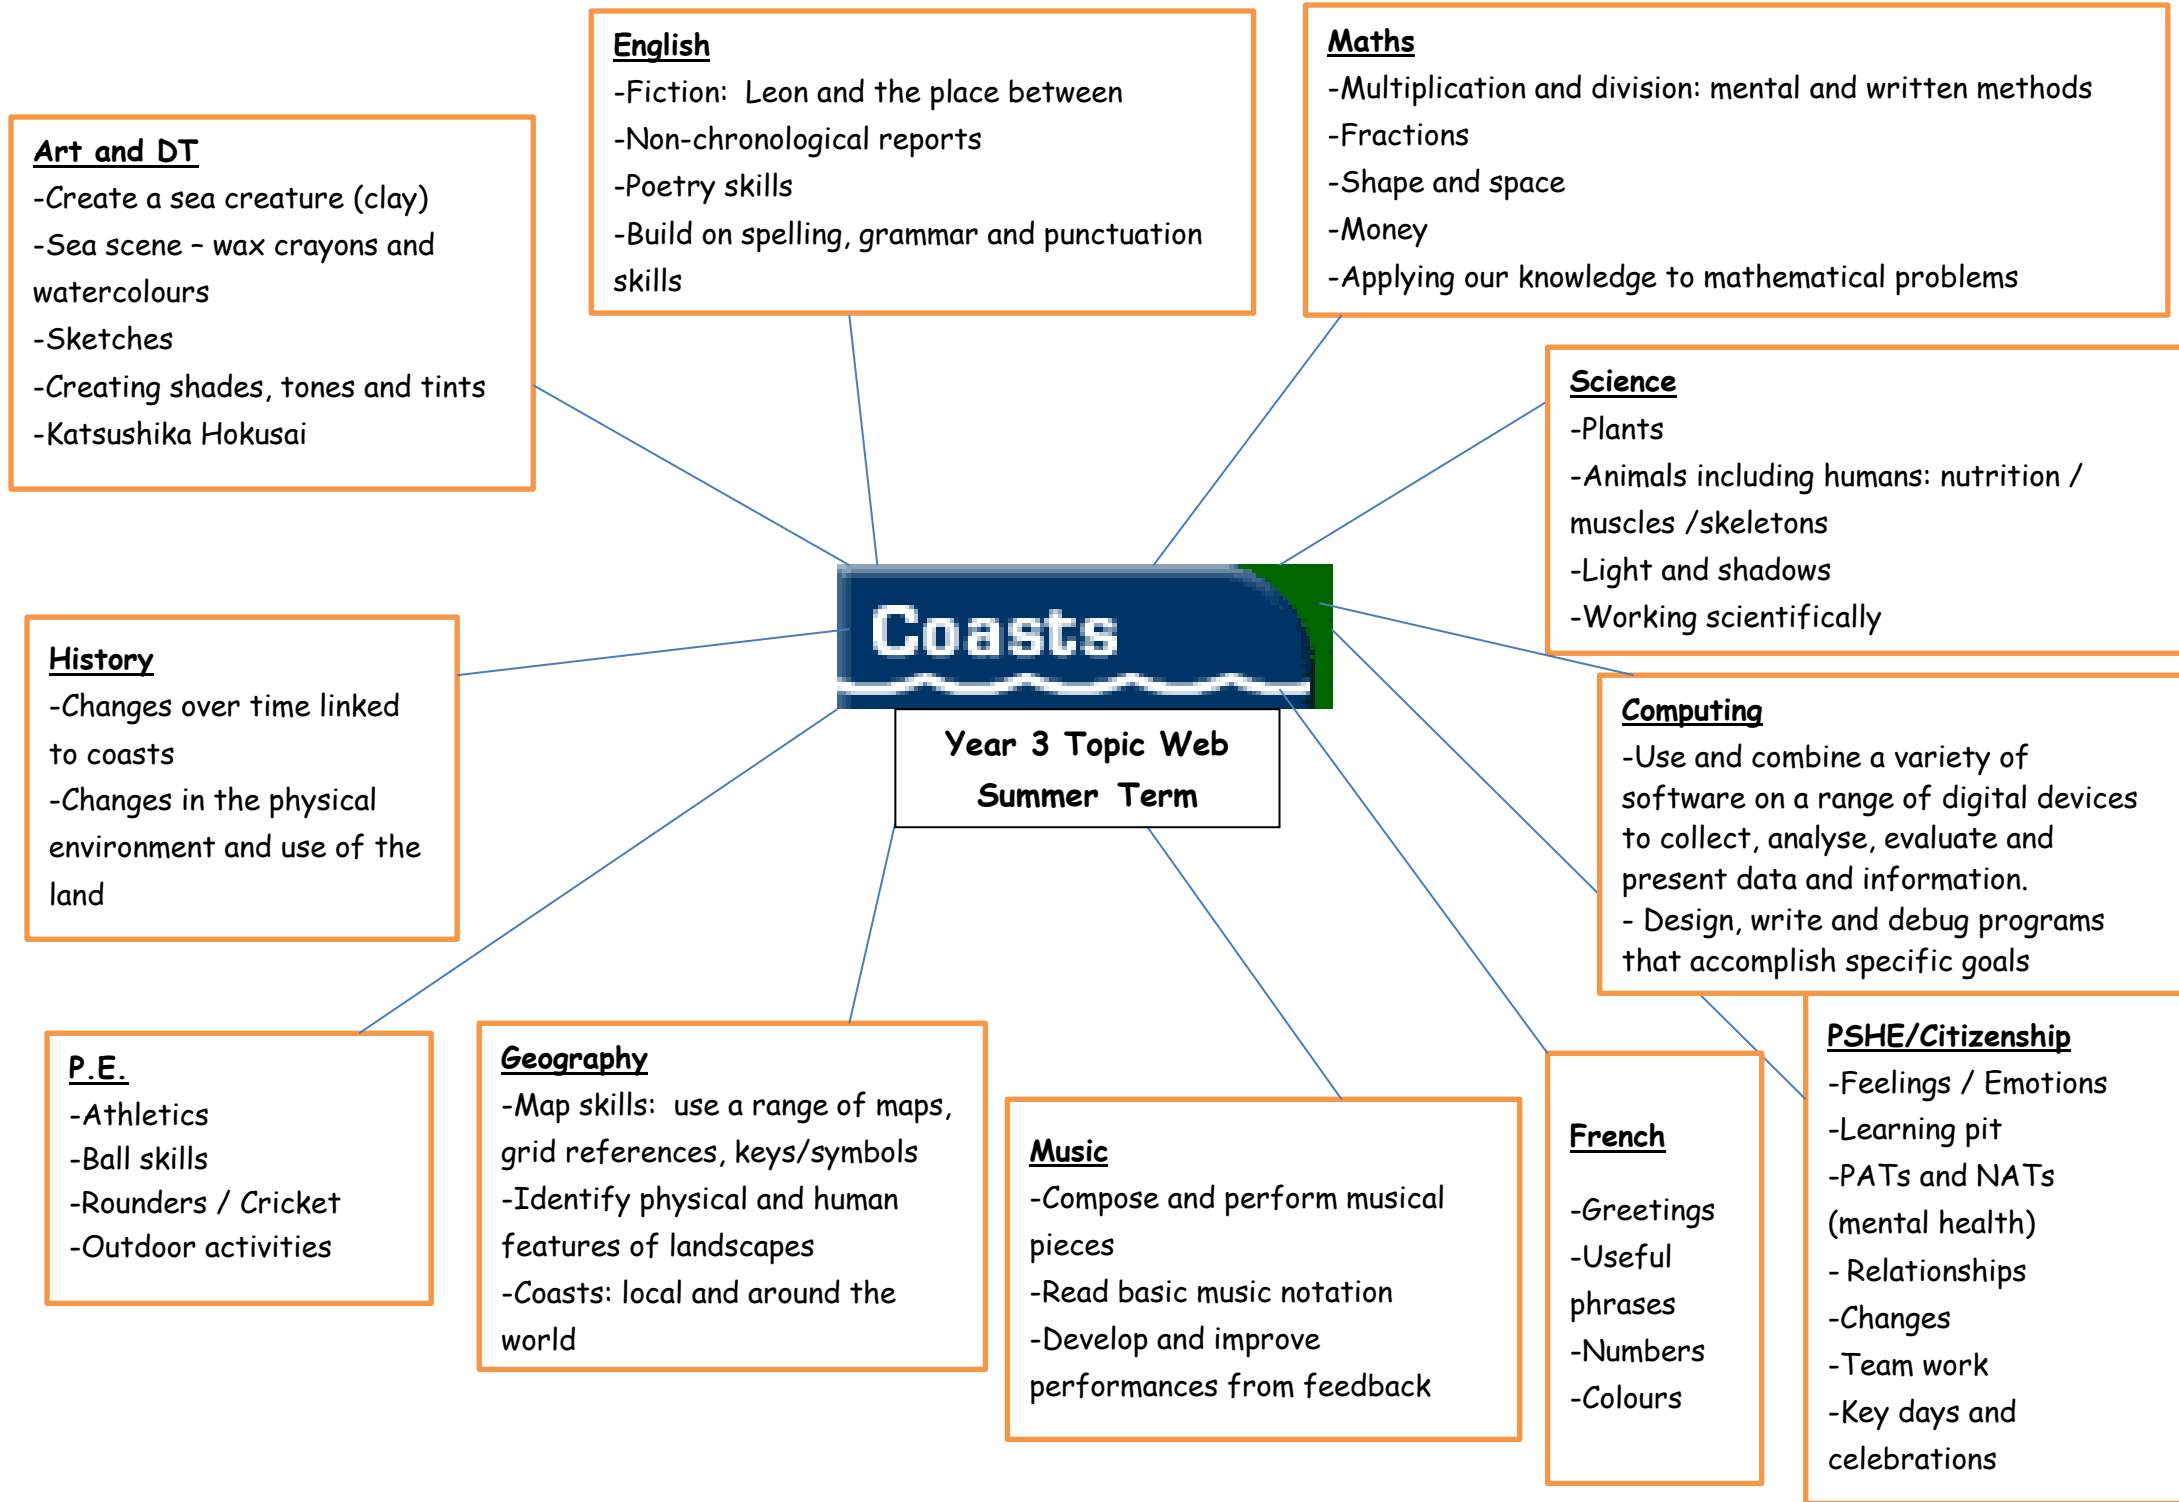 English
-Fiction:  Leon and the place between
-Non-chronological reports
-Poetry skills
-Build on spelling, grammar and punctuation
skills
Maths
-Multiplication and division: mental and written methods
-Fractions
-Shape and space
-Money
-Applying our knowledge to mathematical problems
Art and DT
-Create a sea creature (clay)
-Sea scene – wax crayons and
watercolours
-Sketches
-Creating shades, tones and tints
-Katsushika Hokusai
Science
-Plants
-Animals including humans: nutrition /
muscles /skeletons
-Light and shadows
-Working scientifically
Coasts
Year 3 Topic Web
Summer Term
History
-Changes over time linked
to coasts
-Changes in the physical
environment and use of the
land
Computing
-Use and combine a variety of
software on a range of digital devices
to collect, analyse, evaluate and
present data and information.
- Design, write and debug programs
that accomplish specific goals
P.E.
-Athletics
-Ball skills
-Rounders / Cricket
-Outdoor activities
Geography
-Map skills:  use a range of maps,
grid references, keys/symbols
-Identify physical and human
features of landscapes
-Coasts: local and around the
world
Music
-Compose and perform musical
pieces
-Read basic music notation
-Develop and improve
performances from feedback
French
-Greetings
-Useful
phrases
-Numbers
-Colours
PSHE/Citizenship
-Feelings / Emotions
-Learning pit
-PATs and NATs
(mental health)
- Relationships
-Changes
-Team work
-Key days and
celebrations